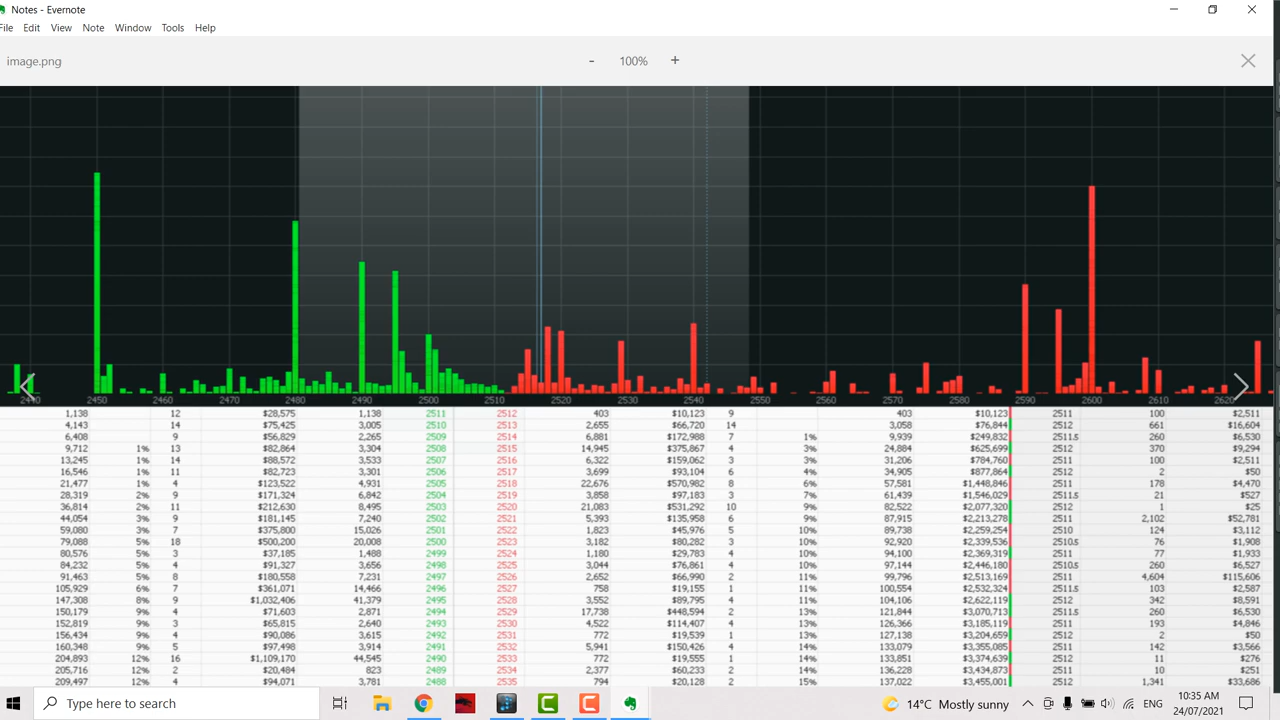 Notes - Evernote
File Edit View Note Window Tools Help
image.png - 100% +
2440 2450 2460 2470 2480 2490 2500 2510 2520 2530 2540 2550 2560 2570 2580 2590 2600 2610 2620
1,138 12 $28,575 1,138 2511 2512 403 $10,123 9 403 $10,123 2511 100 $2,511
4,143 14 $75,425 3,005 2510 2513 2,655 $66,720 14 3,058 $76,844 2512 661 $16,604
6,408 9 $56,829 2,265 2509 2514 6,881 $172,988 7 1% 9,939 $249,832 2511.5 260 $6,530
9,712 1% 13 $82,864 3,304 2508 2515 14,945 $375,867 4 3% 24,884 $625,699 2512 370 $9,294
13,245 1% 14 $88,572 3,533 2507 2516 6,322 $159,062 3 3% 31,206 $784,760 2511 100 $2,511
16,546 1% 11 $82,723 3,301 2506 2517 3,699 $93,104 6 4% 34,905 $877,864 2512 2 $50
21,477 1% 4 $123,522 4,931 2505 2518 22,676 $570,982 8 6% 57,581 $1,448,846 2511 178 $4,470
28,319 2% 9 $171,324 6,842 2504 2519 3,858 $97,183 3 7% 61,439 $1,546,029 2511.5 21 $527
36,814 2% 11 $212,630 8,495 2503 2520 21,083 $531,292 10 9% 82,522 $2,077,320 2512 1 $25
44,054 3% 9 $181,145 7,240 2502 2521 5,393 $135,958 6 9% 87,915 $2,213,278 2511 2,102 $52,781
59,080 3% 7 $375,800 15,026 2501 2522 1,823 $45,976 5 10% 89,738 $2,259,254 2510 124 $3,112
79,088 5% 18 $500,200 20,008 2500 2523 3,182 $80,282 3 10% 92,920 $2,339,536 2510.5 76 $1,908
80,576 5% 3 $37,185 1,488 2499 2524 1,180 $29,783 4 10% 94,100 $2,369,319 2511 77 $1,933
84,232 5% 4 $91,327 3,656 2498 2525 3,044 $76,861 4 10% 97,144 $2,446,180 2510.5 260 $6,527
91,463 5% 8 $180,558 7,231 2497 2526 2,652 $66,990 2 11% 99,796 $2,513,169 2511 4,604 $115,606
105,929 6% 7 $361,071 14,466 2496 2527 758 $19,155 1 11% 100,554 $2,532,324 2511.5 103 $2,587
147,308 8% 9 $1,032,406 41,379 2495 2528 3,552 $89,795 4 11% 104,106 $2,622,119 2512 342 $8,591
150,179 9% 4 $71,603 2,871 2494 2529 17,738 $448,594 2 13% 121,844 $3,070,713 2511.5 260 $6,530
152,819 9% 3 $65,815 2,640 2493 2530 4,522 $114,407 4 13% 126,366 $3,185,119 2511 193 $4,846
156,434 9% 4 $90,086 3,615 2492 2531 772 $19,539 1 13% 127,138 $3,204,659 2512 2 $50
160,348 9% 5 $97,498 3,914 2491 2532 5,941 $150,426 4 14% 133,079 $3,355,085 2511 142 $3,566
204,893 12% 16 $1,109,170 44,545 2490 2533 772 $19,555 1 14% 133,851 $3,374,639 2512 11 $276
205,716 12% 2 $20,484 823 2489 2534 2,377 $60,233 2 14% 136,228 $3,434,873 2511 10 $251
209,497 12% 4 $94,071 3,781 2488 2535 794 $20,128 2 15% 137,022 $3,455,001 2512 1,341 $33,686
Type here to search 14°C Mostly sunny ENG 10:35 AM
24/07/2021